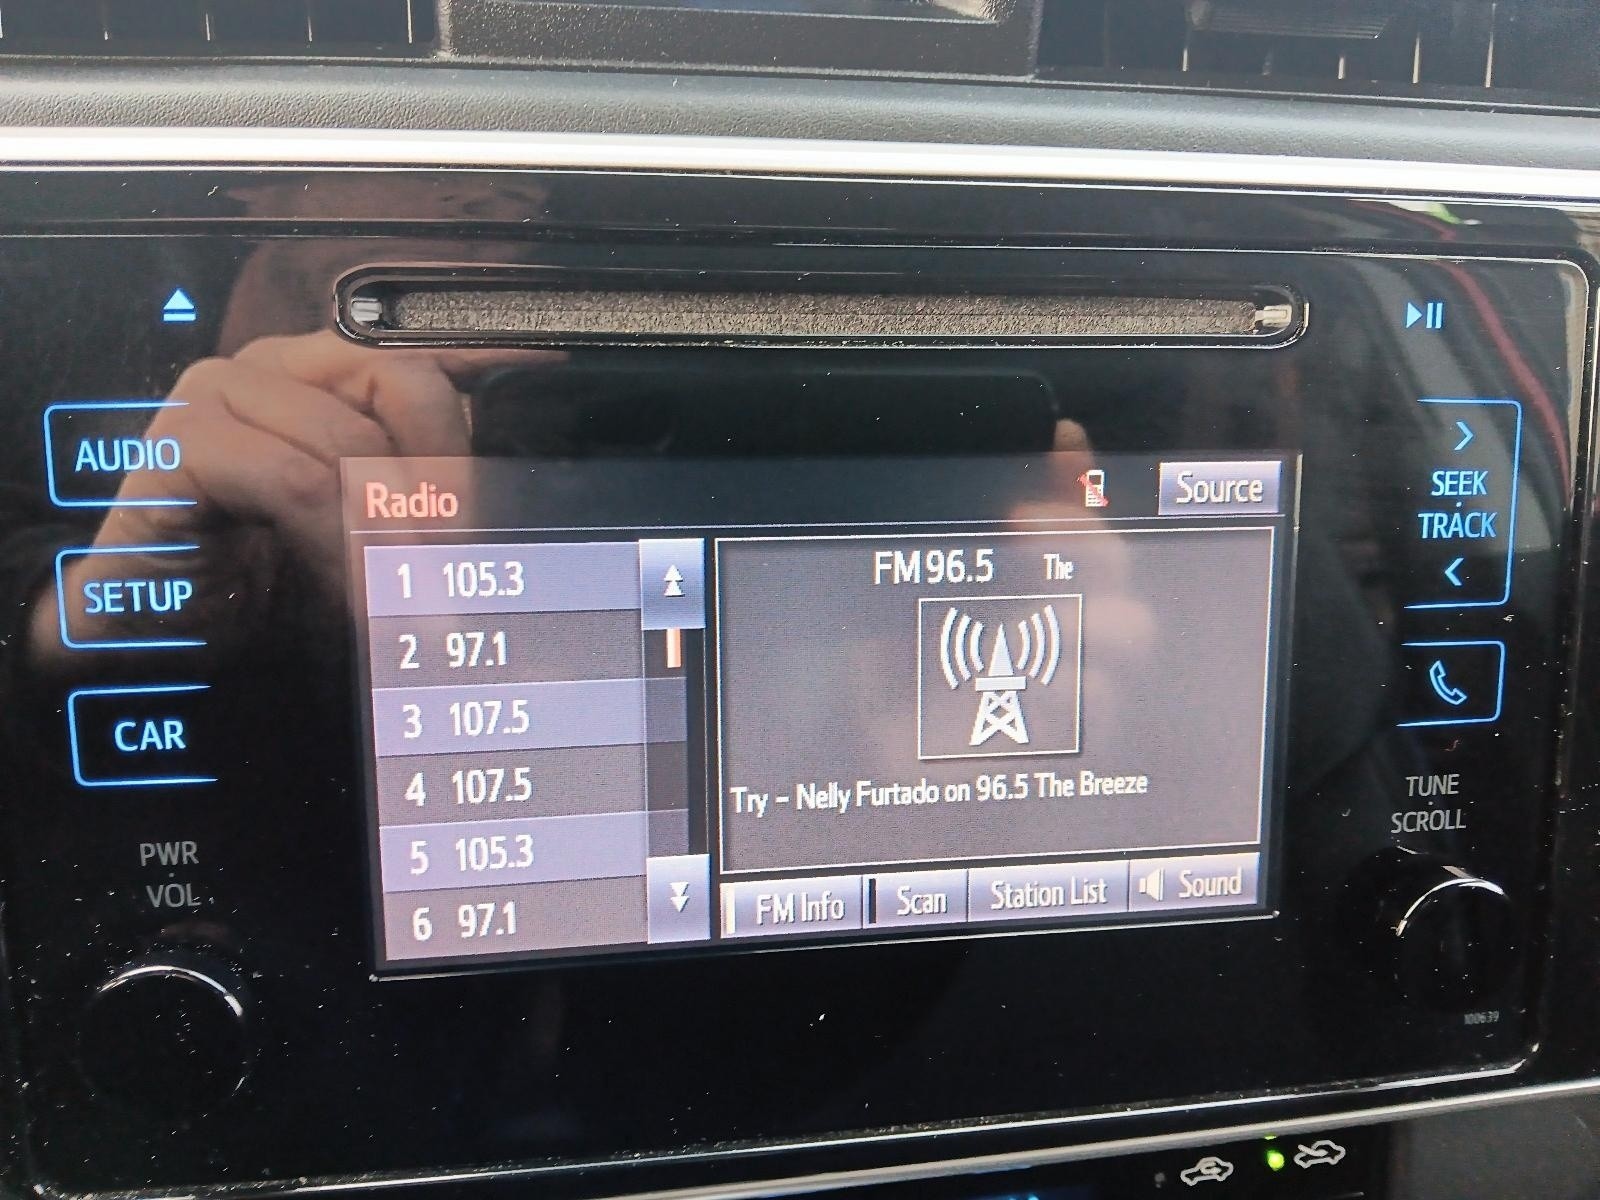 AUDIO
SETUP
CAR
PWR
VOL
Radio
Source
1 105.3
2 97.1
3 107.5
4 107.5
5 105.3
6 97.1
FM 96.5 The
Try - Nelly Furtado on 96.5 The Breeze
FM Info
Scan
Station List
Sound
SEEK
TRACK
TUNE
SCROLL
100639